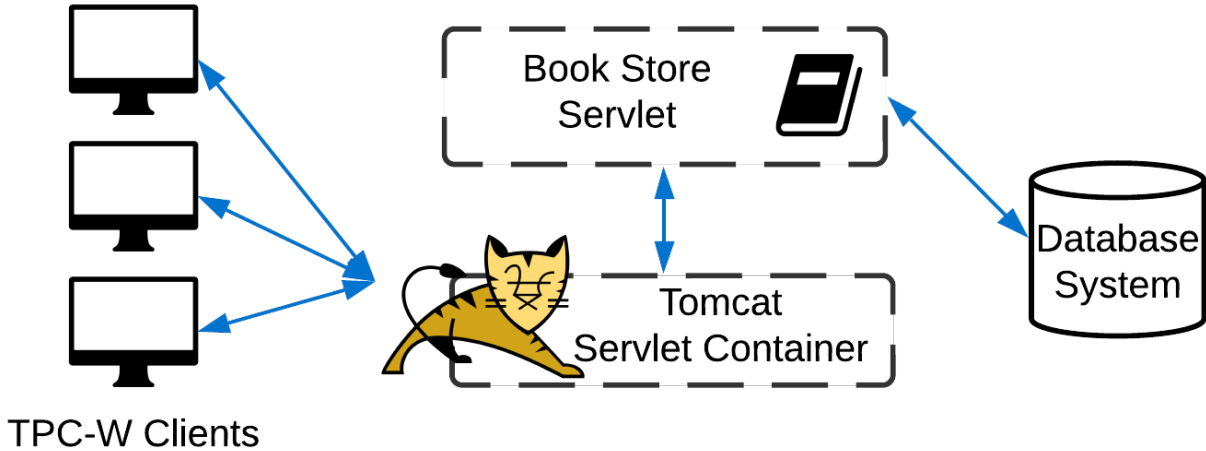 Book Store
Servlet
Database
System
Tomcat
Servlet Container
TPC-W Clients